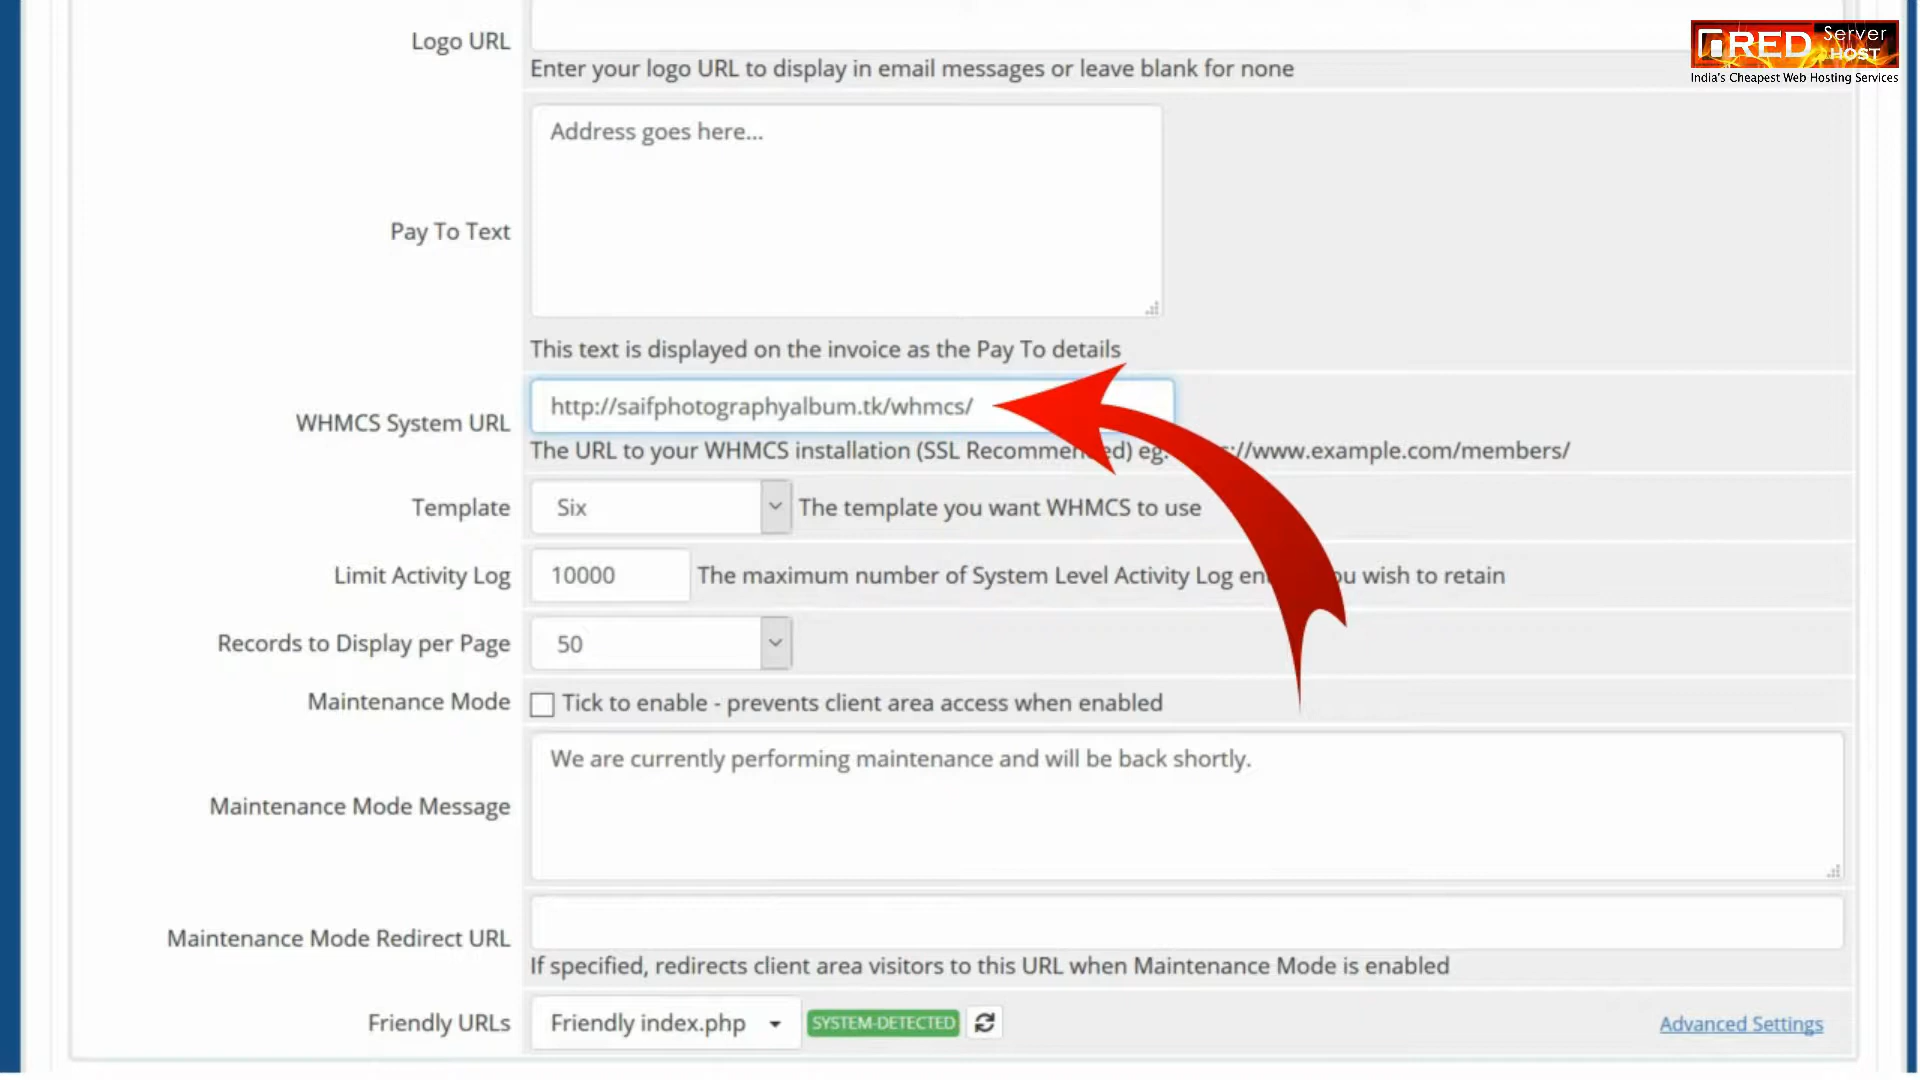 Logo URL
RED Server HOST
India's Cheapest Web Hosting Services
Enter your logo URL to display in email messages or leave blank for none
Address goes here...
Pay To Text
This text is displayed on the invoice as the Pay To details
WHMCS System URL
http://saifphotographyalbum.tk/whmcs/
The URL to your WHMCS installation (SSL Recommended) eg. ://www.example.com/members/
Template
Six
The template you want WHMCS to use
Limit Activity Log
10000
The maximum number of System Level Activity Log wish to retain
Records to Display per Page
50
Maintenance Mode
Tick to enable - prevents client area access when enabled
We are currently performing maintenance and will be back shortly.
Maintenance Mode Message
Maintenance Mode Redirect URL
If specified, redirects client area visitors to this URL when Maintenance Mode is enabled
Friendly URLs
Friendly index.php
SYSTEM-DETECTED
Advanced Settings